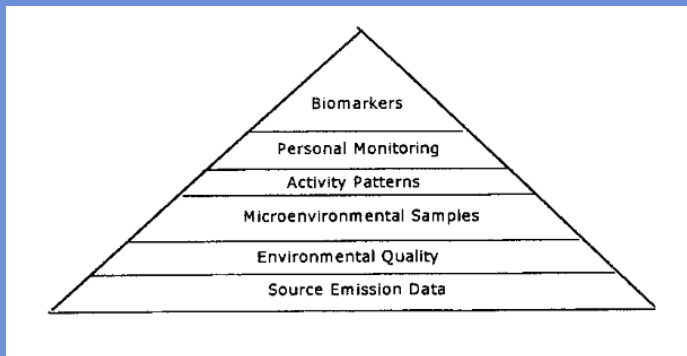 Biomarkers
Personal Monitoring
Activity Patterns
Microenvironmental Samples
Environmental Quality
Source Emission Data